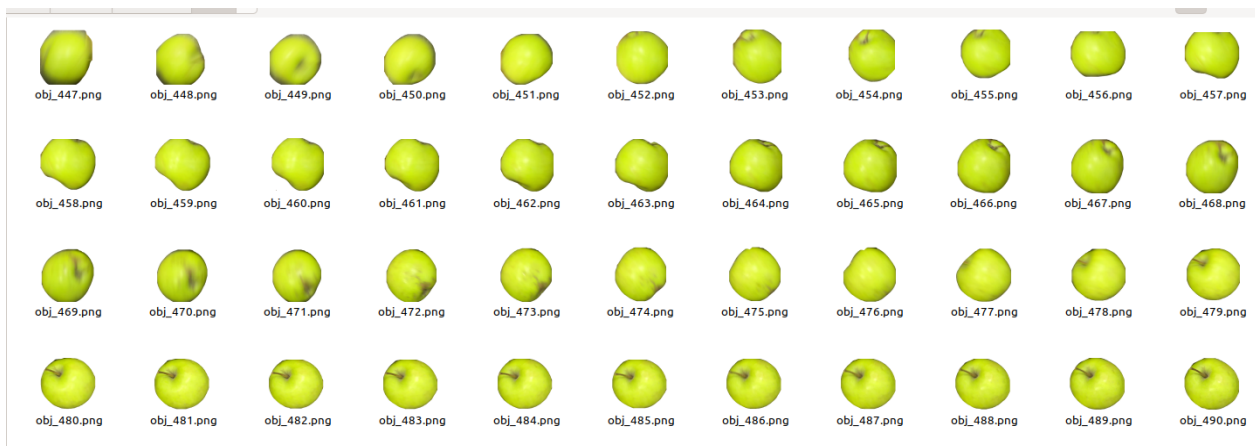 obj_447.png obj_448.png obj_449.png obj_450.png obj_451.png obj_452.png obj_453.png obj_454.png obj_455.png obj_456.png obj_457.png
obj_458.png obj_459.png obj_460.png obj_461.png obj_462.png obj_463.png obj_464.png obj_465.png obj_466.png obj_467.png obj_468.png
obj_469.png obj_470.png obj_471.png obj_472.png obj_473.png obj_474.png obj_475.png obj_476.png obj_477.png obj_478.png obj_479.png
obj_480.png obj_481.png obj_482.png obj_483.png obj_484.png obj_485.png obj_486.png obj_487.png obj_488.png obj_489.png obj_490.png